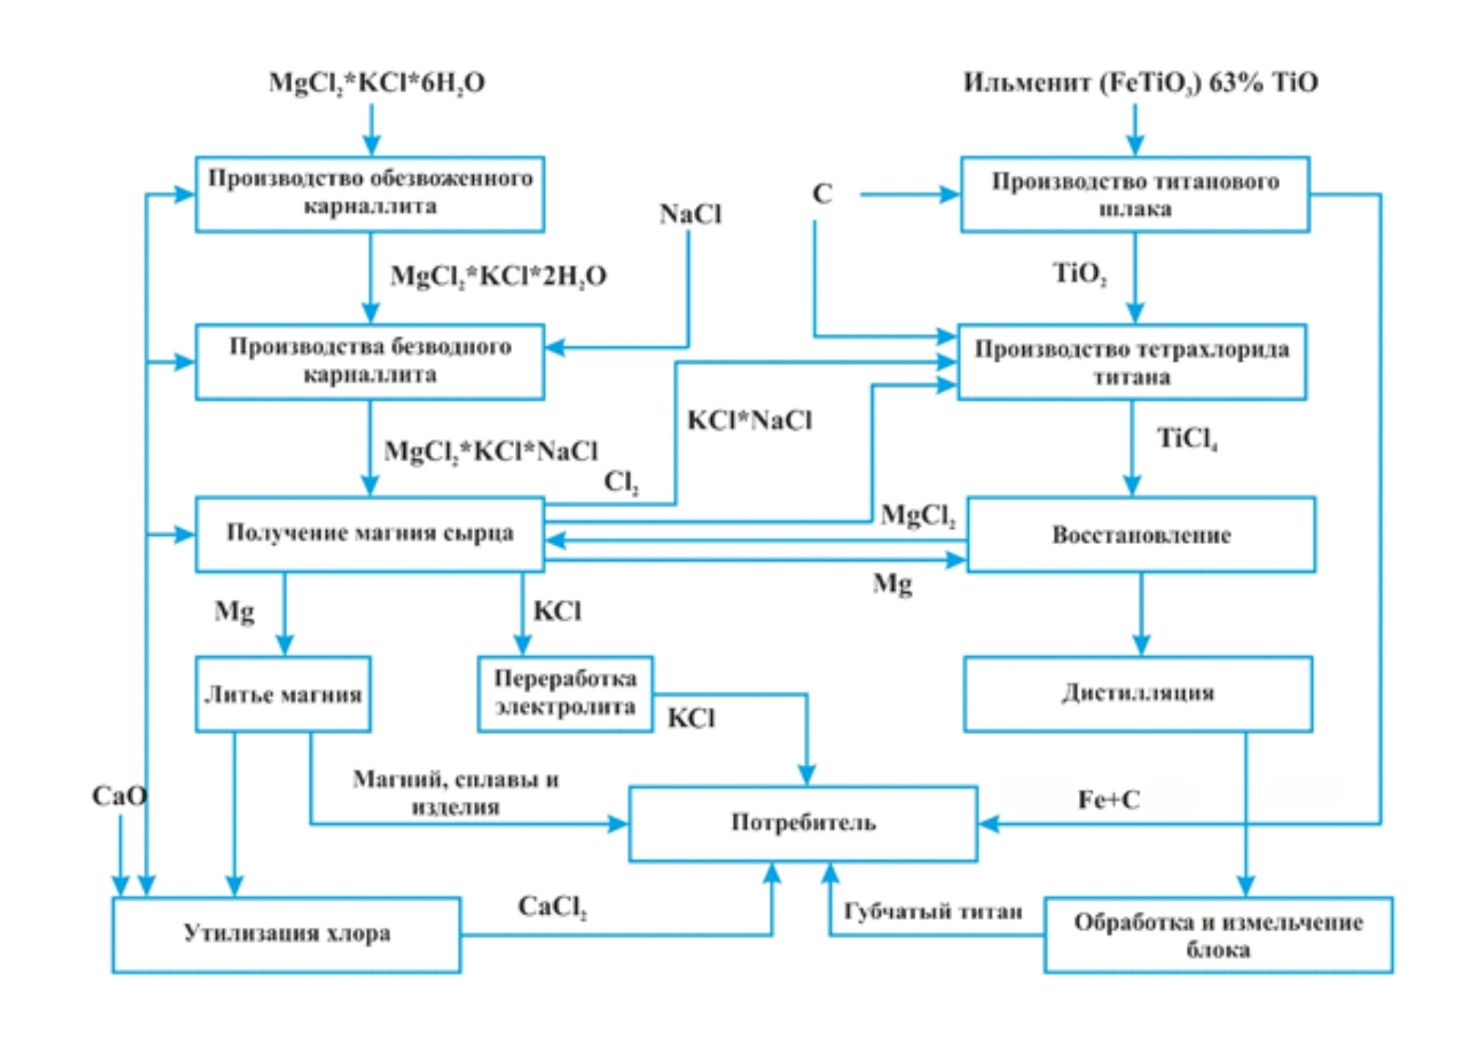 MgCl₂*KCl*6H₂O
Ильменит (FeTiO₃) 63% TiO
Производство обезвоженного
карналлита
C
Производство титанового
шлака
NaCl
MgCl₂*KCl*2H₂O
TiO₂
Производства безводного
карналлита
Производство тетрахлорида
титана
KCl*NaCl
MgCl₂*KCl*NaCl
TiCl₄
Cl₂
Получение магния сырца
MgCl₂
Восстановление
Mg
Mg
KCl
Литье магния
Переработка
электролита
KCl
Дистилляция
Магний, сплавы и
изделия
CaO
Потребитель
Fe+C
Утилизация хлора
CaCl₂
Губчатый титан
Обработка и измельчение
блока